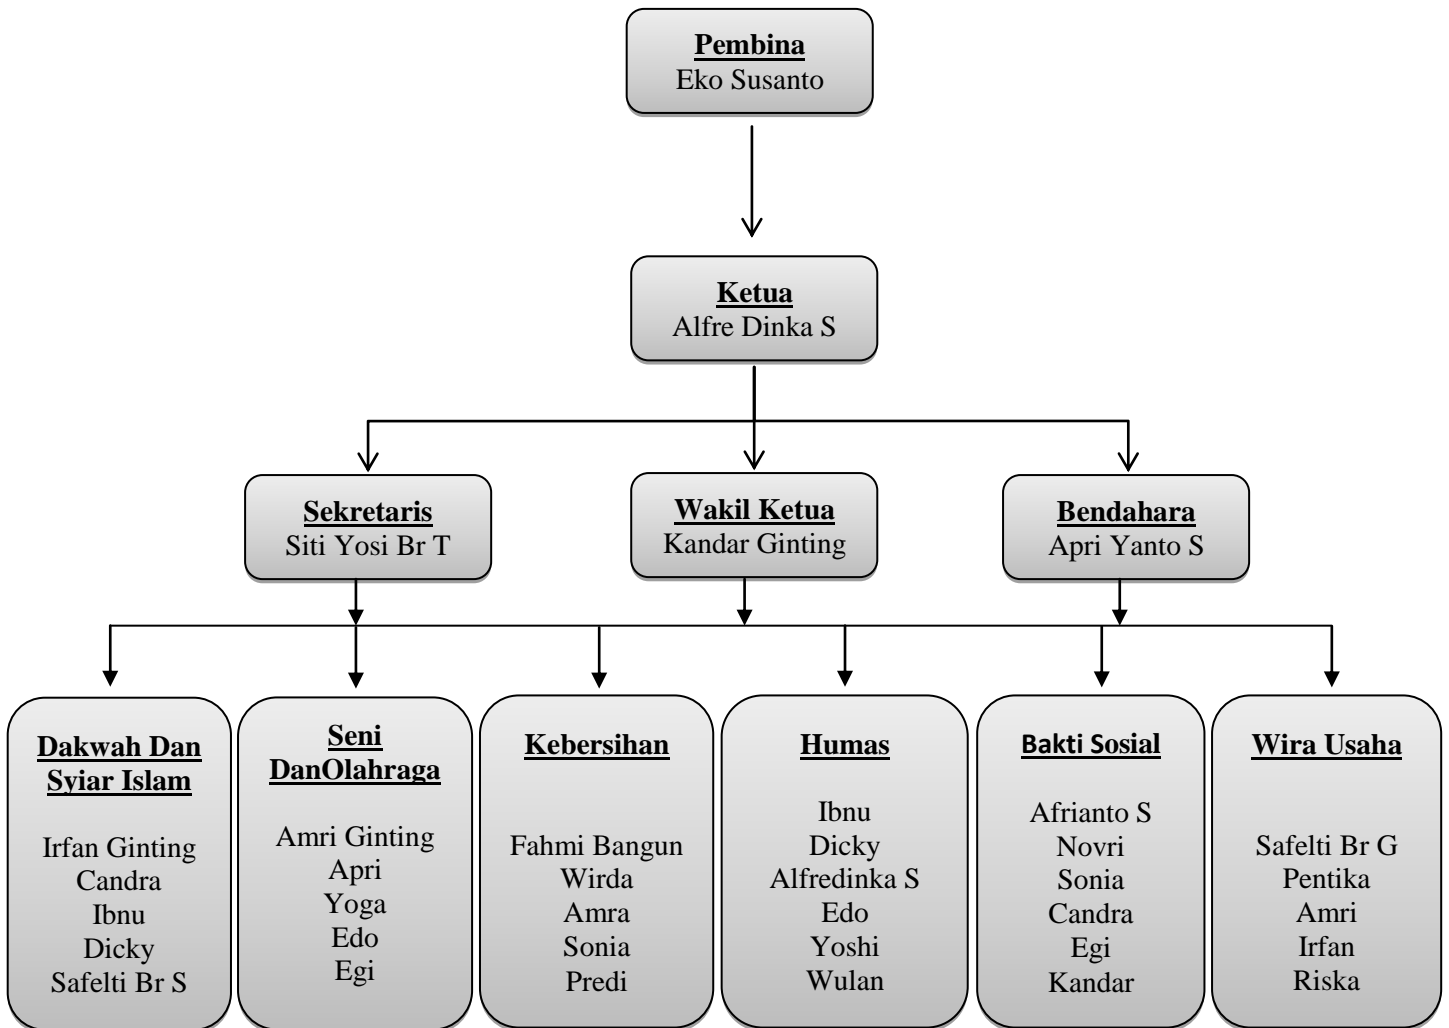 Pembina
Eko Susanto
Ketua
Alfre Dinka S
Sekretaris
Siti Yosi Br T
Wakil Ketua
Kandar Ginting
Bendahara
Apri Yanto S
Dakwah Dan
Syiar Islam
Irfan Ginting
Candra
Ibnu
Dicky
Safelti Br S
Seni
DanOlahraga
Amri Ginting
Apri
Yoga
Edo
Egi
Kebersihan
Fahmi Bangun
Wirda
Amra
Sonia
Predi
Humas
Ibnu
Dicky
Alfredinka S
Edo
Yoshi
Wulan
Bakti Sosial
Afrianto S
Novri
Sonia
Candra
Egi
Kandar
Wira Usaha
Safelti Br G
Pentika
Amri
Irfan
Riska